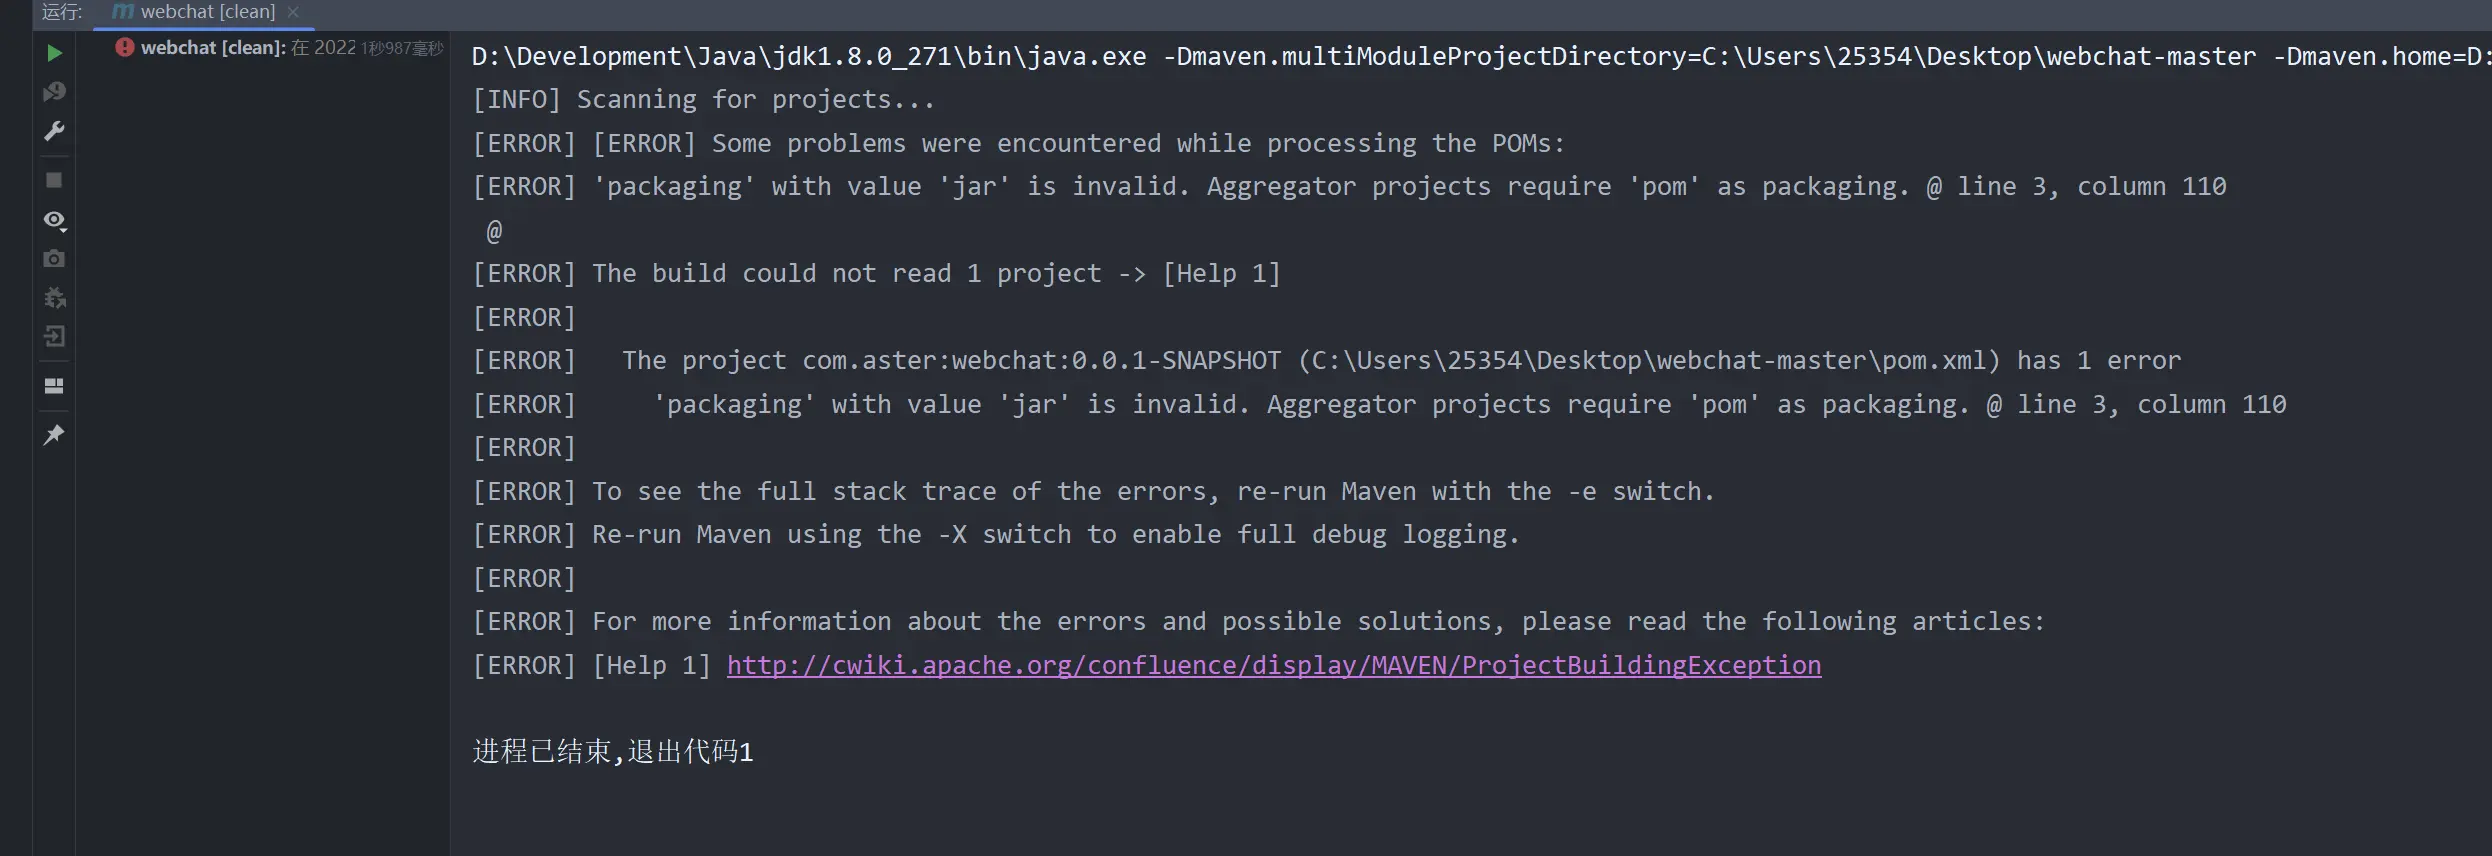 运行: webchat [clean] ×
webchat [clean]: 在 2022 1秒987毫秒
D:\Development\Java\jdk1.8.0_271\bin\java.exe -Dmaven.multiModuleProjectDirectory=C:\Users\25354\Desktop\webchat-master -Dmaven.home=D:
[INFO] Scanning for projects...
[ERROR] [ERROR] Some problems were encountered while processing the POMs:
[ERROR] 'packaging' with value 'jar' is invalid. Aggregator projects require 'pom' as packaging. @ line 3, column 110
@
[ERROR] The build could not read 1 project -> [Help 1]
[ERROR]
[ERROR]   The project com.aster:webchat:0.0.1-SNAPSHOT (C:\Users\25354\Desktop\webchat-master\pom.xml) has 1 error
[ERROR]     'packaging' with value 'jar' is invalid. Aggregator projects require 'pom' as packaging. @ line 3, column 110
[ERROR]
[ERROR] To see the full stack trace of the errors, re-run Maven with the -e switch.
[ERROR] Re-run Maven using the -X switch to enable full debug logging.
[ERROR]
[ERROR] For more information about the errors and possible solutions, please read the following articles:
[ERROR] [Help 1] http://cwiki.apache.org/confluence/display/MAVEN/ProjectBuildingException
进程已结束,退出代码1